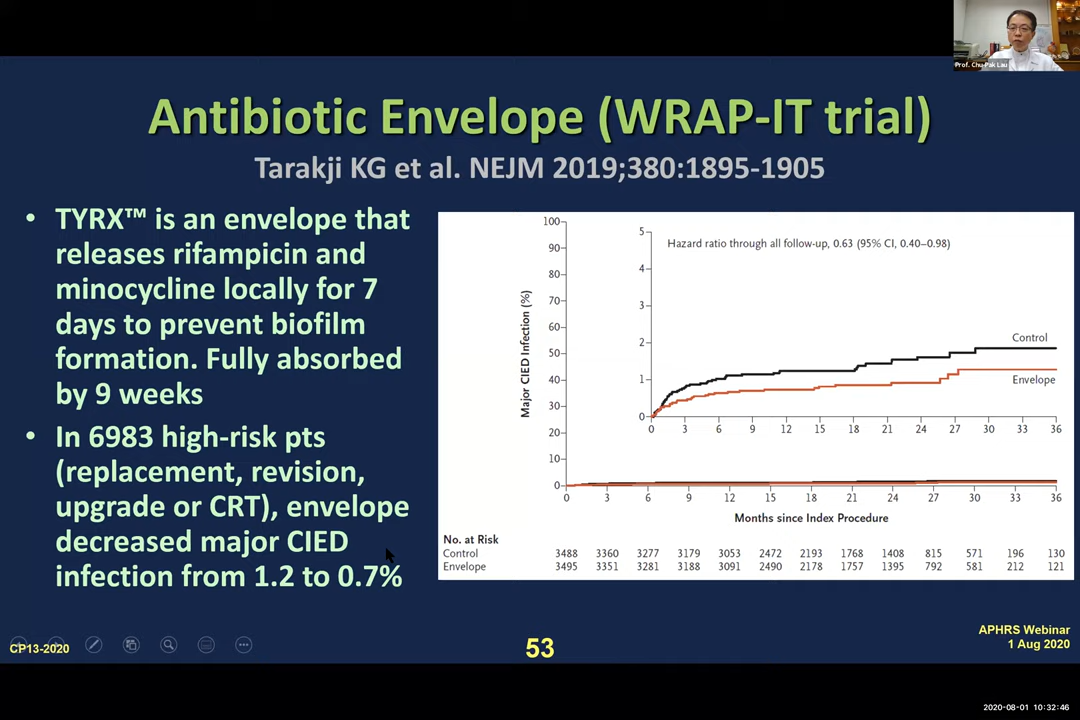 Prof. Chu-Pak Lau
Antibiotic Envelope (WRAP-IT trial)
Tarakji KG et al. NEJM 2019;380:1895-1905
• TYRX™ is an envelope that
releases rifampicin and
minocycline locally for 7
days to prevent biofilm
formation. Fully absorbed
by 9 weeks
• In 6983 high-risk pts
(replacement, revision,
upgrade or CRT), envelope
decreased major CIED
infection from 1.2 to 0.7%
Major CIED Infection (%)
100
90
80
70
60
50
40
30
20
10
0
5
4
3
2
1
0
Hazard ratio through all follow-up, 0.63 (95% CI, 0.40–0.98)
Control
Envelope
0 3 6 9 12 15 18 21 24 27 30 33 36
0 3 6 9 12 15 18 21 24 27 30 33 36
Months since Index Procedure
No. at Risk
Control 3488 3360 3277 3179 3053 2472 2193 1768 1408 815 571 196 130
Envelope 3495 3351 3281 3188 3091 2490 2178 1757 1395 792 581 212 121
CP13-2020
53
APHRS Webinar
1 Aug 2020
2020-08-01 10:32:46